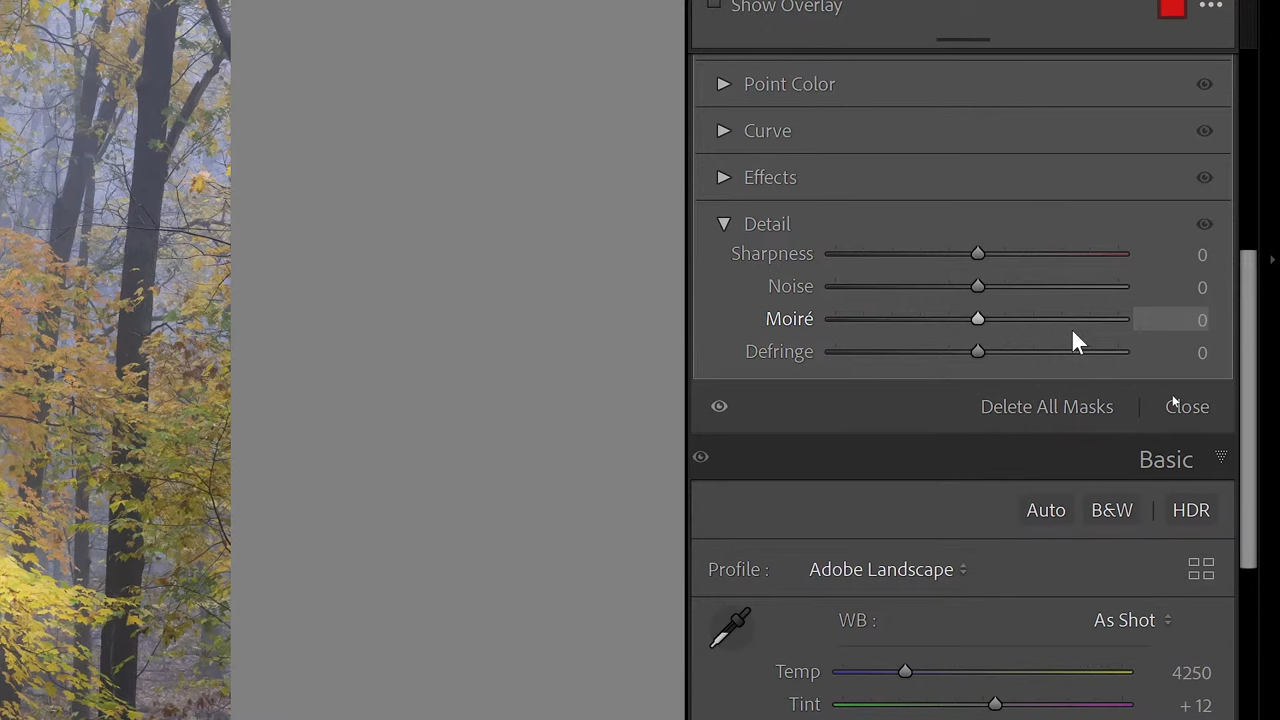 Show Overlay
Point Color
Curve
Effects
Detail
Sharpness 0
Noise 0
Moiré 0
Defringe 0
Delete All Masks | Close
Basic
Auto B&W | HDR
Profile : Adobe Landscape
WB : As Shot
Temp 4250
Tint + 12